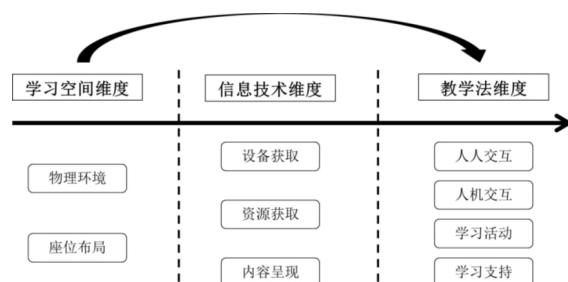 学习空间维度
信息技术维度
教学法维度
物理环境
座位布局
设备获取
资源获取
内容呈现
人人交互
人机交互
学习活动
学习支持